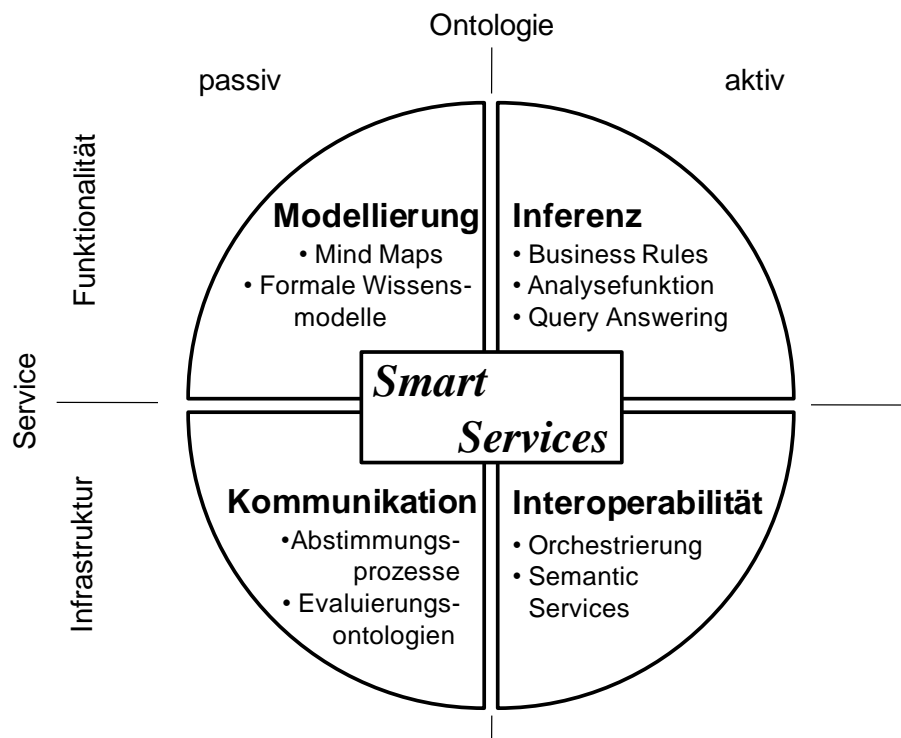 Ontologie
passiv
aktiv
Funktionalität
Modellierung
• Mind Maps
• Formale Wissens-
modelle
Inferenz
• Business Rules
• Analysefunktion
• Query Answering
Service
Smart
Services
Infrastruktur
Kommunikation
•Abstimmungs-
prozesse
• Evaluierungs-
ontologien
Interoperabilität
• Orchestrierung
• Semantic
Services